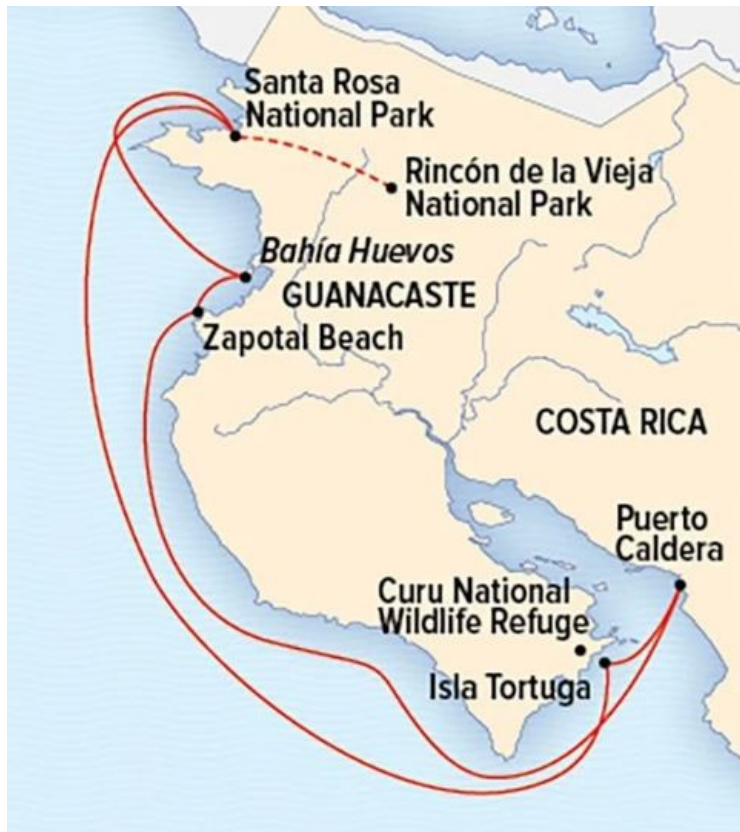 Santa Rosa
National Park
Rincón de la Vieja
National Park
Bahía Huevos
GUANACASTE
Zapotal Beach
COSTA RICA
Puerto
Caldera
Curu National
Wildlife Refuge
Isla Tortuga